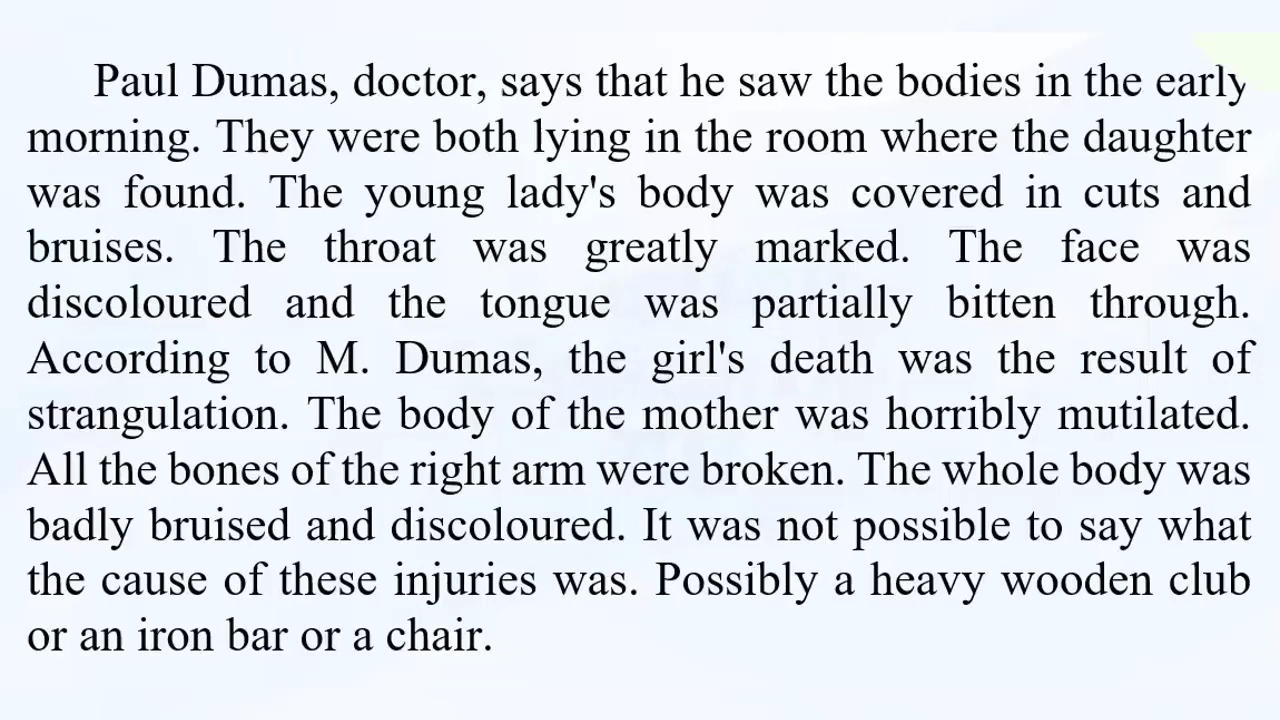 Paul Dumas, doctor, says that he saw the bodies in the early
morning. They were both lying in the room where the daughter
was found. The young lady's body was covered in cuts and
bruises. The throat was greatly marked. The face was
discoloured and the tongue was partially bitten through.
According to M. Dumas, the girl's death was the result of
strangulation. The body of the mother was horribly mutilated.
All the bones of the right arm were broken. The whole body was
badly bruised and discoloured. It was not possible to say what
the cause of these injuries was. Possibly a heavy wooden club
or an iron bar or a chair.